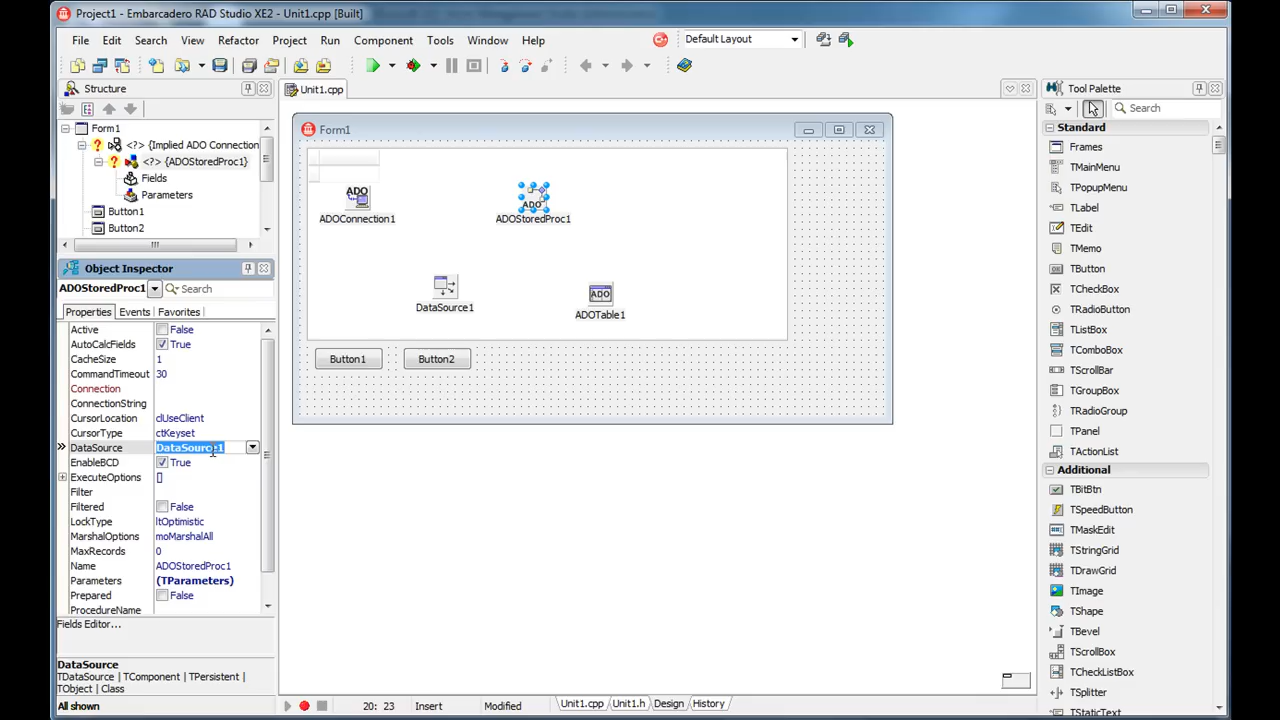 Project1 - Embarcadero RAD Studio XE2 - Unit1.cpp [Built]
File Edit Search View Refactor Project Run Component Tools Window Help
Default Layout
Structure
Unit1.cpp
Tool Palette
Search
Form1
<?> {Implied ADO Connection
<?> {ADOStoredProc1}
Fields
Parameters
Button1
Button2
Object Inspector
ADOStoredProc1
Search
Properties Events Favorites
Active False
AutoCalcFields True
CacheSize 1
CommandTimeout 30
Connection
ConnectionString
CursorLocation clUseClient
CursorType ctKeyset
DataSource DataSource1
EnableBCD True
ExecuteOptions []
Filter
Filtered False
LockType ltOptimistic
MarshalOptions moMarshalAll
MaxRecords 0
Name ADOStoredProc1
Parameters (TParameters)
Prepared False
ProcedureName
Fields Editor...
DataSource
TDataSource | TComponent | TPersistent |
TObject | Class
All shown
Form1
ADO
ADOConnection1
ADO
ADOStoredProc1
DataSource1
ADO
ADOTable1
Button1
Button2
20: 23 Insert Modified Unit1.cpp Unit1.h Design History
Standard
Frames
TMainMenu
TPopupMenu
TLabel
TEdit
TMemo
TButton
TCheckBox
TRadioButton
TListBox
TComboBox
TScrollBar
TGroupBox
TRadioGroup
TPanel
TActionList
Additional
TBitBtn
TSpeedButton
TMaskEdit
TStringGrid
TDrawGrid
TImage
TShape
TBevel
TScrollBox
TCheckListBox
TSplitter
TStaticText